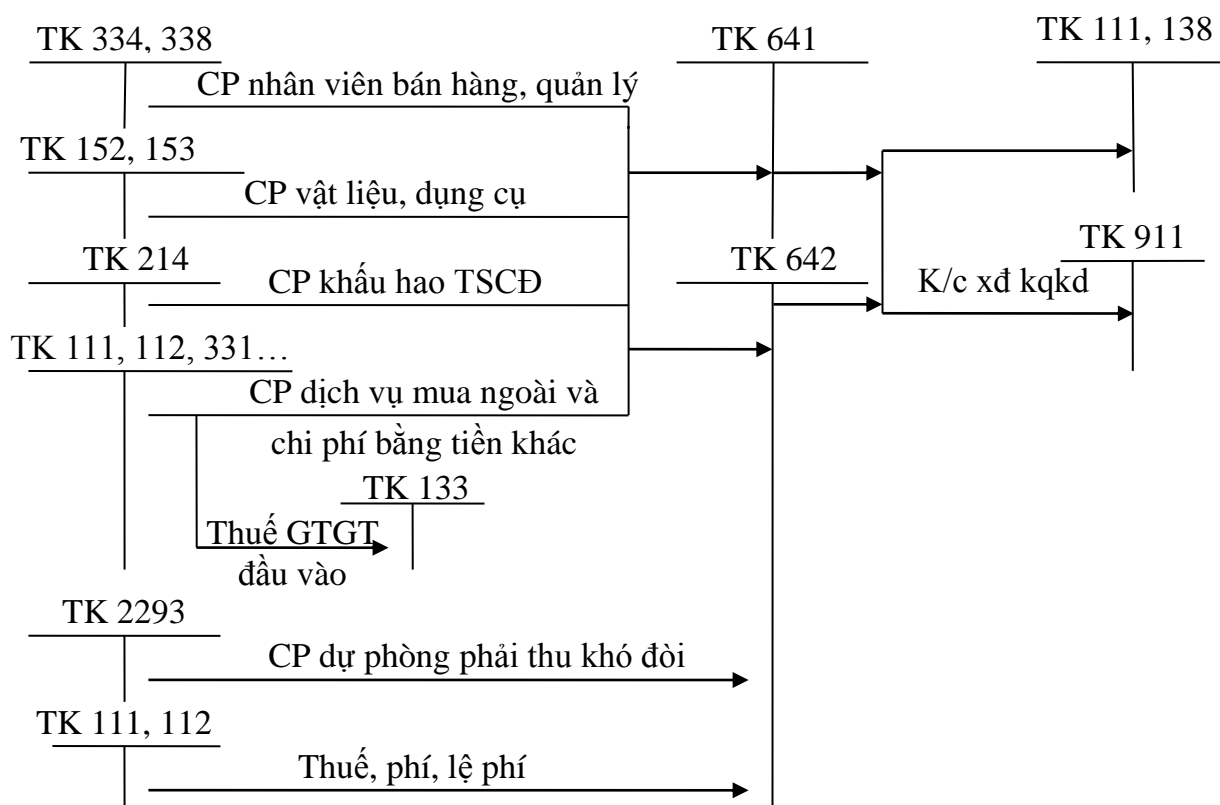 TK 334, 338
TK 641
TK 111, 138
CP nhân viên bán hàng, quản lý
TK 152, 153
CP vật liệu, dụng cụ
TK 214
TK 642
TK 911
CP khấu hao TSCĐ
K/c xđ kqkd
TK 111, 112, 331…
CP dịch vụ mua ngoài và
chi phí bằng tiền khác
TK 133
Thuế GTGT
đầu vào
TK 2293
CP dự phòng phải thu khó đòi
TK 111, 112
Thuế, phí, lệ phí